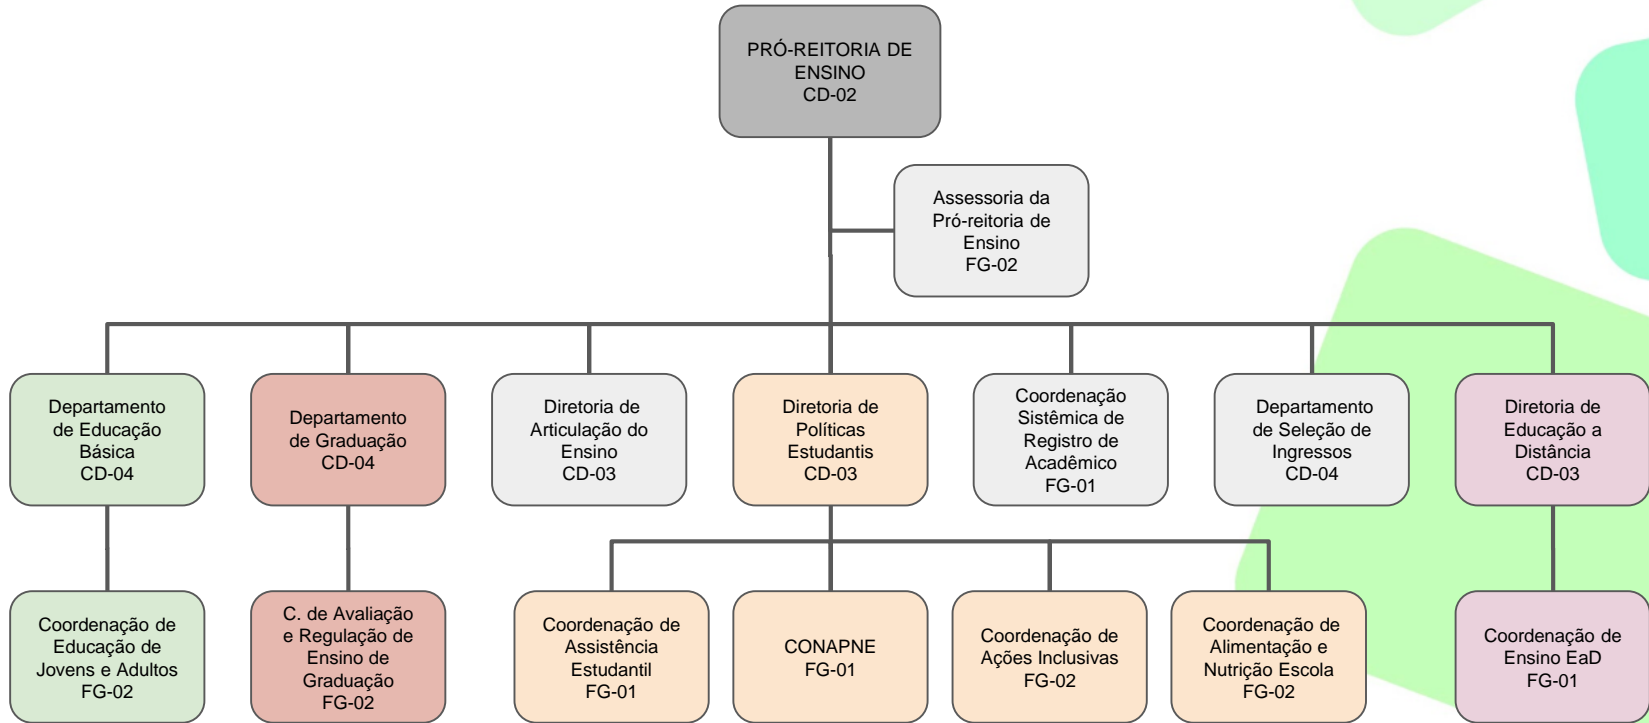 PRÓ-REITORIA DE
ENSINO
CD-02
Assessoria da
Pró-reitoria de
Ensino
FG-02
Departamento
de Educação
Básica
CD-04
Departamento
de Graduação
CD-04
Diretoria de
Articulação do
Ensino
CD-03
Diretoria de
Políticas
Estudantis
CD-03
Coordenação
Sistêmica de
Registro de
Acadêmico
FG-01
Departamento
de Seleção de
Ingressos
CD-04
Diretoria de
Educação a
Distância
CD-03
Coordenação de
Educação de
Jovens e Adultos
FG-02
C. de Avaliação
e Regulação de
Ensino de
Graduação
FG-02
Coordenação de
Assistência
Estudantil
FG-01
CONAPNE
FG-01
Coordenação de
Ações Inclusivas
FG-02
Coordenação de
Alimentação e
Nutrição Escola
FG-02
Coordenação de
Ensino EaD
FG-01